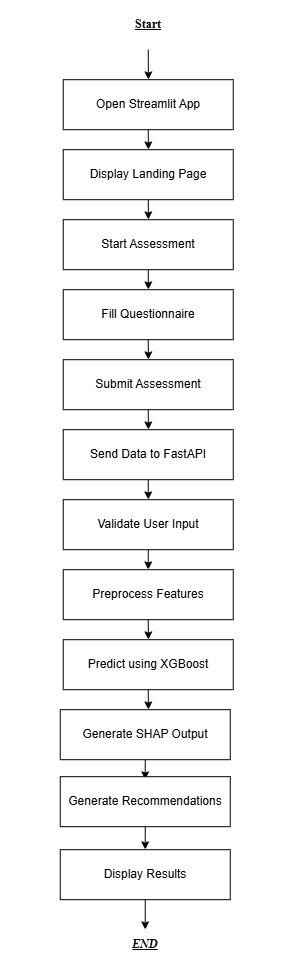 Start
Open Streamlit App
Display Landing Page
Start Assessment
Fill Questionnaire
Submit Assessment
Send Data to FastAPI
Validate User Input
Preprocess Features
Predict using XGBoost
Generate SHAP Output
Generate Recommendations
Display Results
END